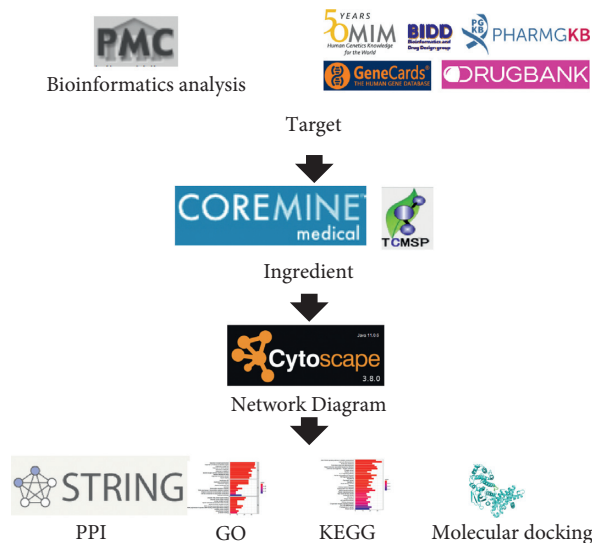 PMC
Bioinformatics analysis
50 YEARS
OMIM
Human Genetics Knowledge
for the World
BIDD
Bioinformatics and
Drug Design group
PGKB
PHARMGKB
GeneCards
THE HUMAN GENE DATABASE
DRUGBANK
Target
COREMINE
medical
TCMSP
Ingredient
Java 11.0.6
Cytoscape
3.8.0
Network Diagram
STRING
PPI
GO
KEGG
Molecular docking